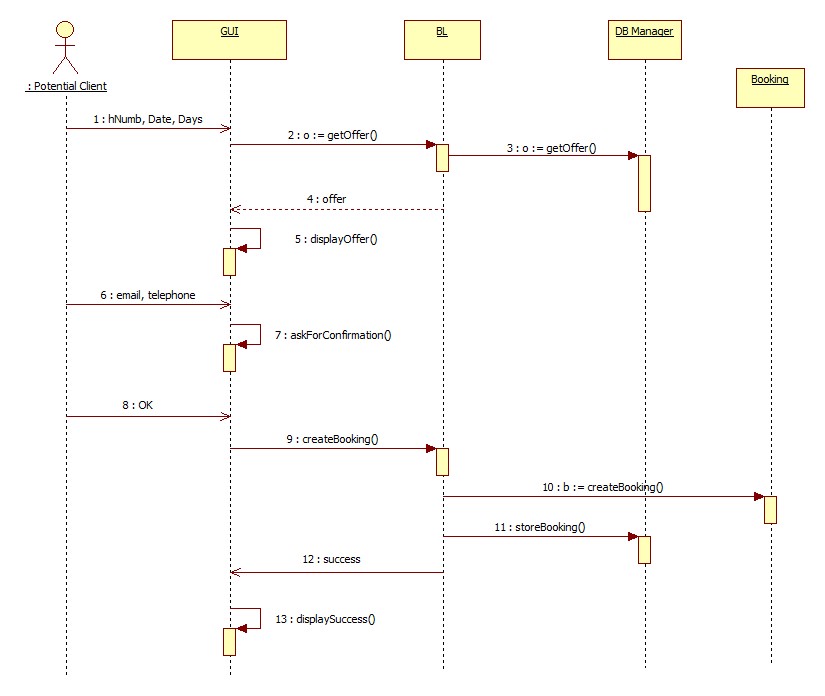 GUI
BL
DB Manager
: Potential Client
Booking
1 : hNumb, Date, Days
2 : o := getOffer()
3 : o := getOffer()
4 : offer
5 : displayOffer()
6 : email, telephone
7 : askForConfirmation()
8 : OK
9 : createBooking()
10 : b := createBooking()
11 : storeBooking()
12 : success
13 : displaySuccess()